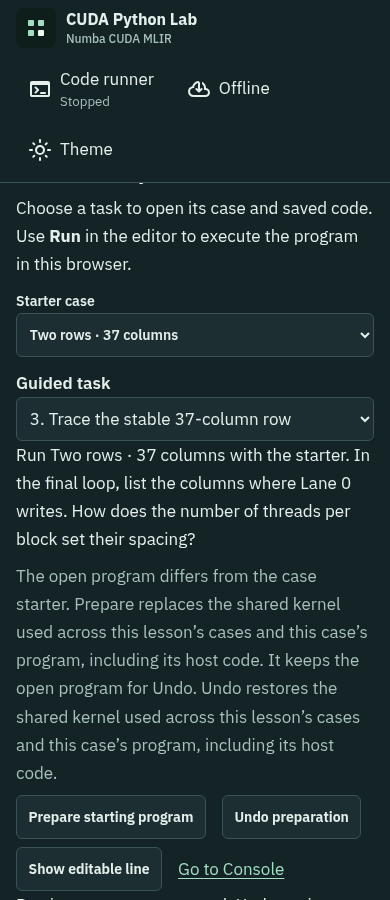 CUDA Python Lab
Numba CUDA MLIR
Code runner
Stopped
Offline
Theme
Choose a task to open its case and saved code.
Use Run in the editor to execute the program
in this browser.
Starter case
Two rows · 37 columns
Guided task
3. Trace the stable 37-column row
Run Two rows · 37 columns with the starter. In
the final loop, list the columns where Lane 0
writes. How does the number of threads per
block set their spacing?
The open program differs from the case
starter. Prepare replaces the shared kernel
used across this lesson’s cases and this case’s
program, including its host code. It keeps the
open program for Undo. Undo restores the
shared kernel used across this lesson’s cases
and this case’s program, including its host
code.
Prepare starting program
Undo preparation
Show editable line
Go to Console